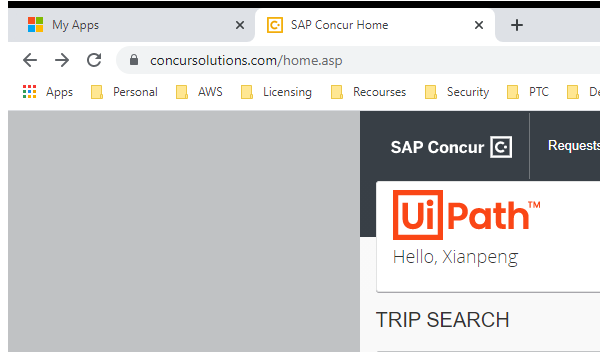 My Apps SAP Concur Home
concursolutions.com/home.asp
Apps Personal AWS Licensing Recourses Security PTC De
SAP Concur Requests
UiPath™
Hello, Xianpeng
TRIP SEARCH